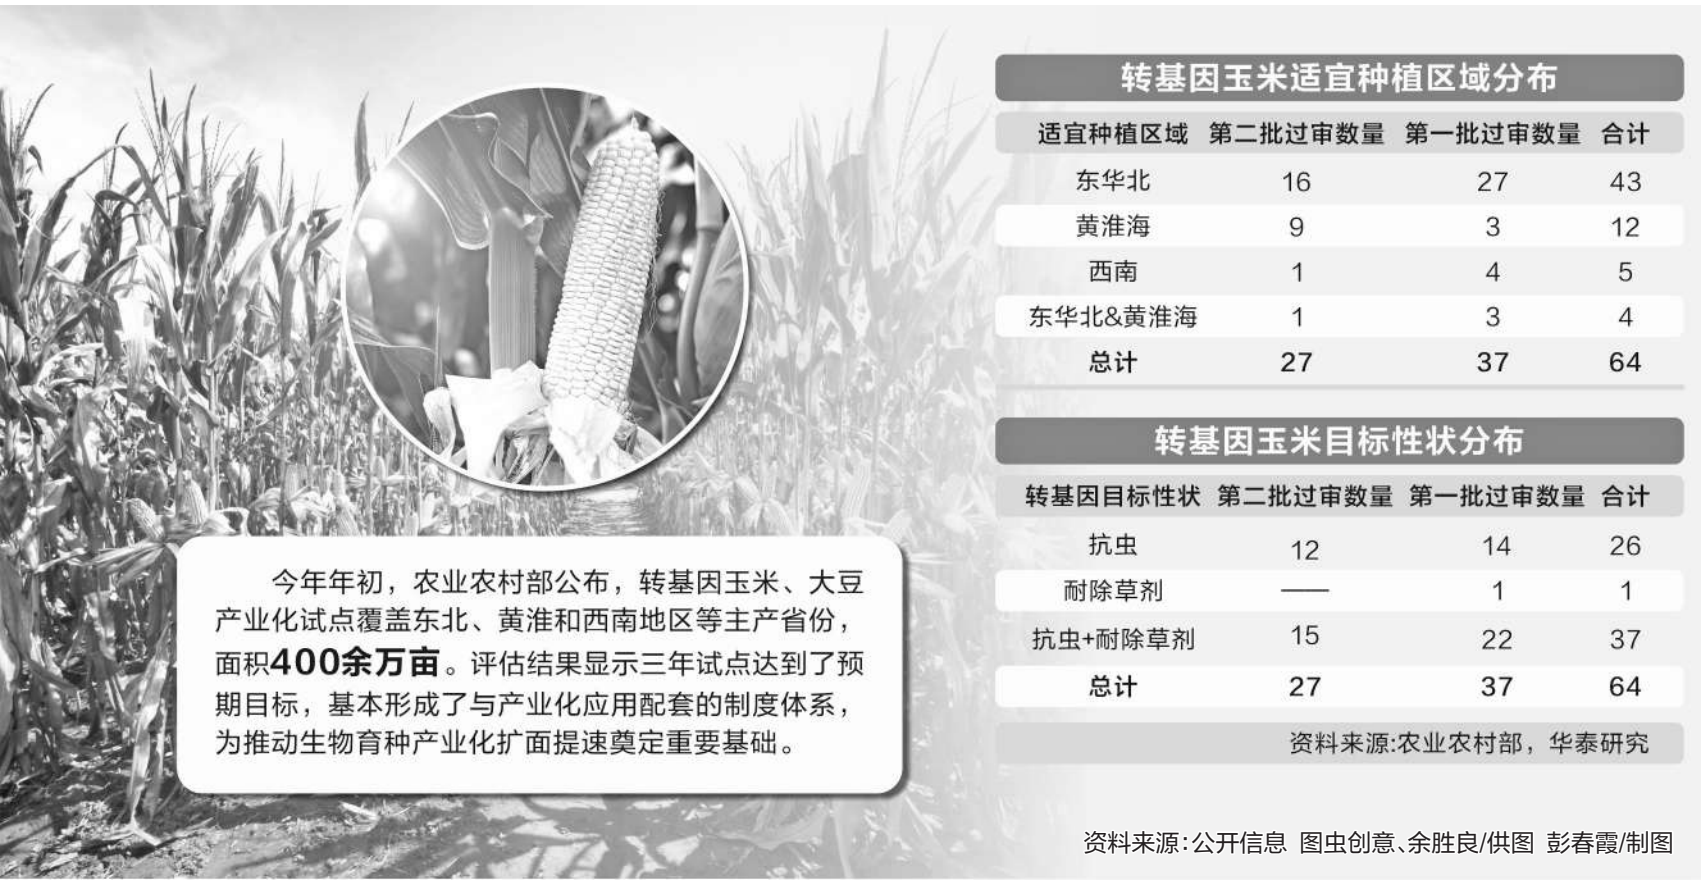 今年年初，农业农村部公布，转基因玉米、大豆
产业化试点覆盖东北、黄淮和西南地区等主产省份，
面积400余万亩。评估结果显示三年试点达到了预
期目标，基本形成了与产业化应用配套的制度体系，
为推动生物育种产业化扩面提速奠定重要基础。
转基因玉米适宜种植区域分布
适宜种植区域 第二批过审数量 第一批过审数量 合计
东华北 16 27 43
黄淮海 9 3 12
西南 1 4 5
东华北&黄淮海 1 3 4
总计 27 37 64
转基因玉米目标性状分布
转基因目标性状 第二批过审数量 第一批过审数量 合计
抗虫 12 14 26
耐除草剂 —— 1 1
抗虫+耐除草剂 15 22 37
总计 27 37 64
资料来源:农业农村部，华泰研究
资料来源：公开信息 图虫创意、余胜良/供图 彭春霞/制图